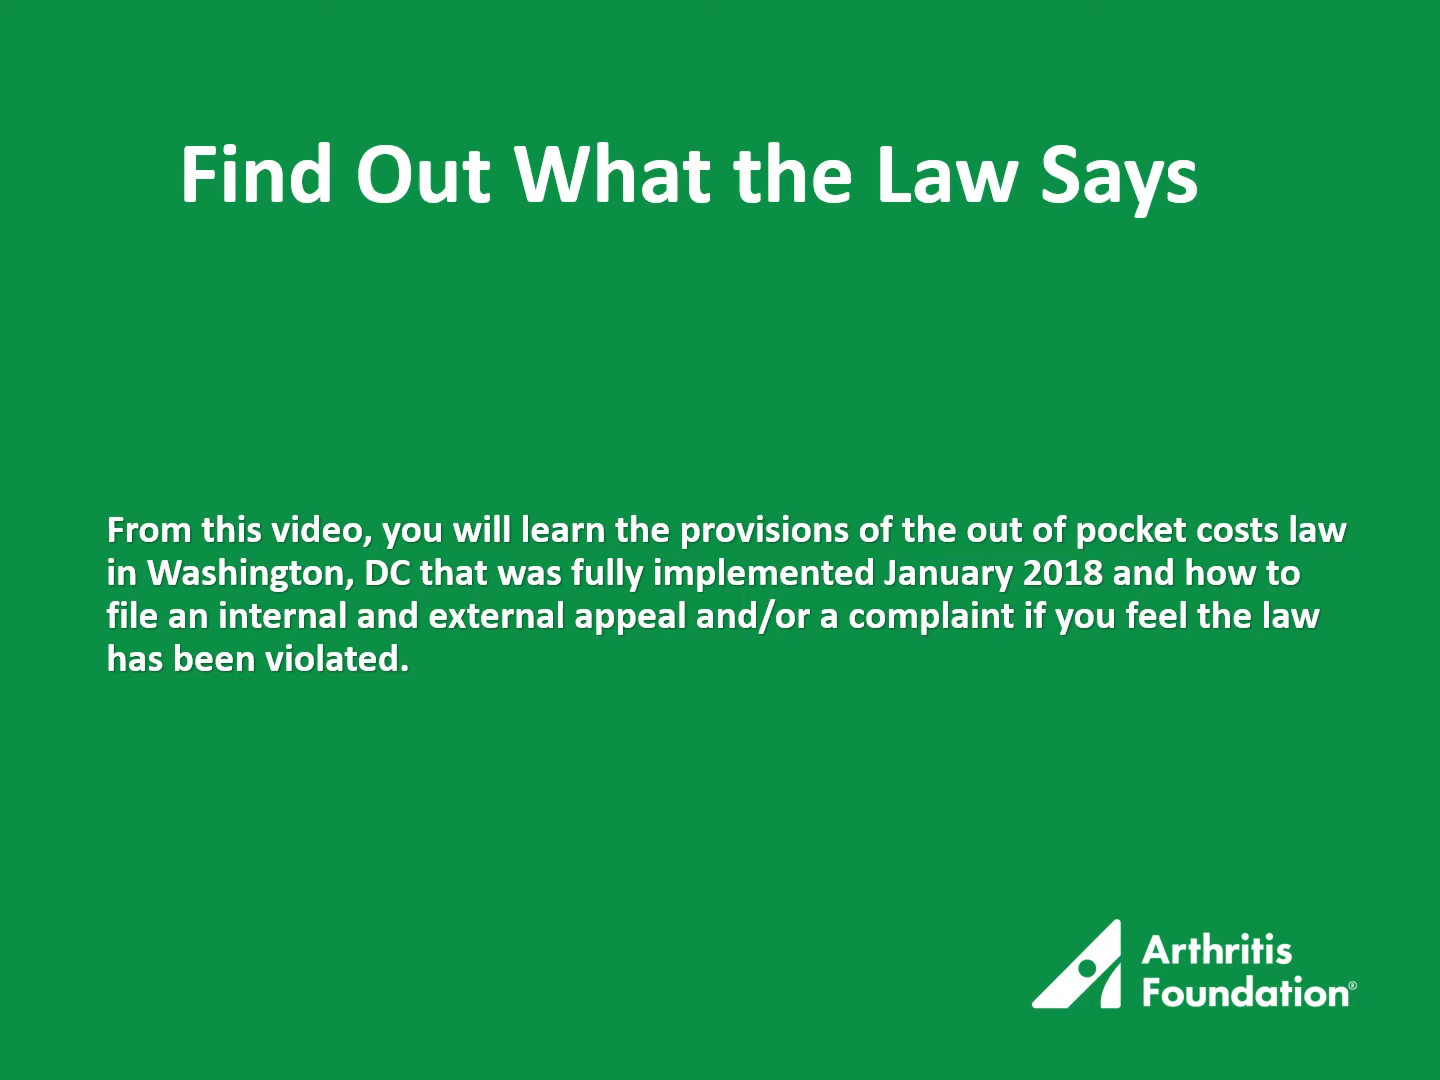 Find Out What the Law Says
From this video, you will learn the provisions of the out of pocket costs law
in Washington, DC that was fully implemented January 2018 and how to
file an internal and external appeal and/or a complaint if you feel the law
has been violated.
Arthritis
Foundation®